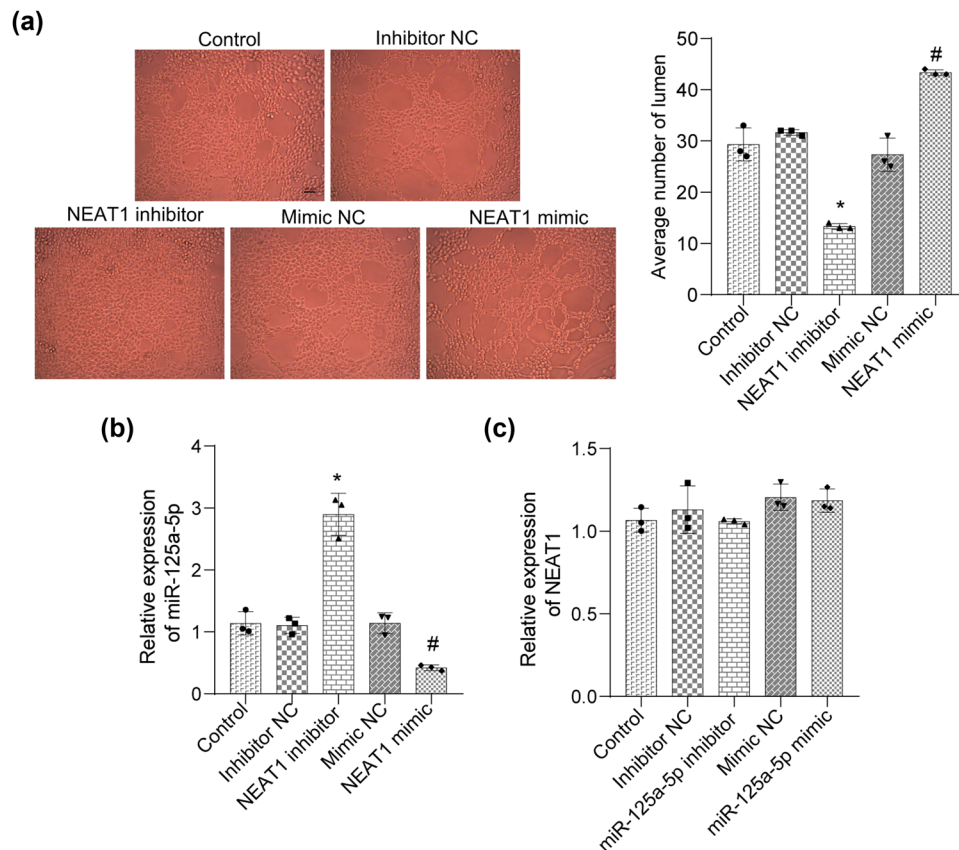 (a)
Control
Inhibitor NC
NEAT1 inhibitor
Mimic NC
NEAT1 mimic
Average number of lumen
50
40
30
20
10
0
*
#
Control
Inhibitor NC
NEAT1 inhibitor
Mimic NC
NEAT1 mimic
(b)
Relative expression
of miR-125a-5p
4
3
2
1
0
*
#
Control
Inhibitor NC
NEAT1 inhibitor
Mimic NC
NEAT1 mimic
(c)
Relative expression
of NEAT1
1.5
1.0
0.5
0.0
Control
Inhibitor NC
miR-125a-5p inhibitor
Mimic NC
miR-125a-5p mimic